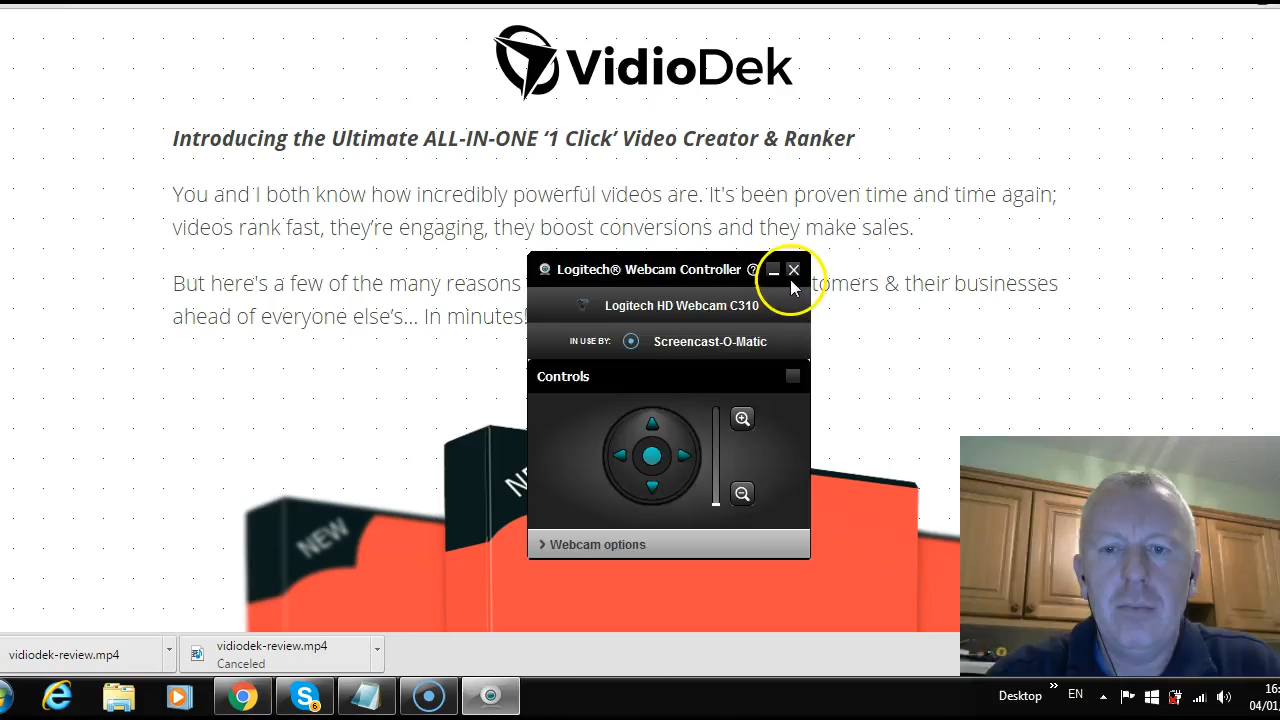 VidioDek
Introducing the Ultimate ALL-IN-ONE ‘1 Click’ Video Creator & Ranker
You and I both know how incredibly powerful videos are. It's been proven time and time again;
videos rank fast, they’re engaging, they boost conversions and they make sales.
But here's a few of the many reasons
tomers & their businesses
ahead of everyone else’s... In minutes!
Logitech® Webcam Controller
Logitech HD Webcam C310
IN USE BY: Screencast-O-Matic
Controls
Webcam options
NEW
NE
vidiodek-review.mp4
vidiodek-review.mp4
Canceled
6
Desktop
EN
16:
04/01/